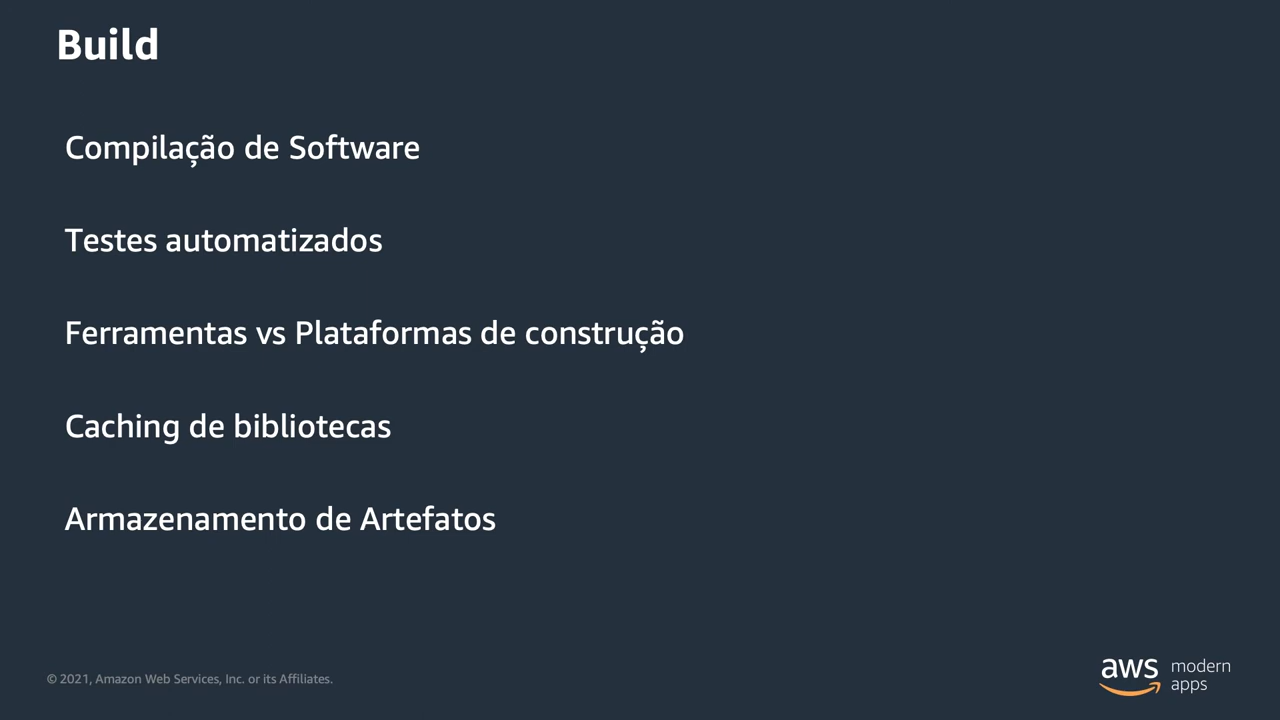 Build
Compilação de Software
Testes automatizados
Ferramentas vs Plataformas de construção
Caching de bibliotecas
Armazenamento de Artefatos
© 2021, Amazon Web Services, Inc. or its Affiliates.
aws modern
apps